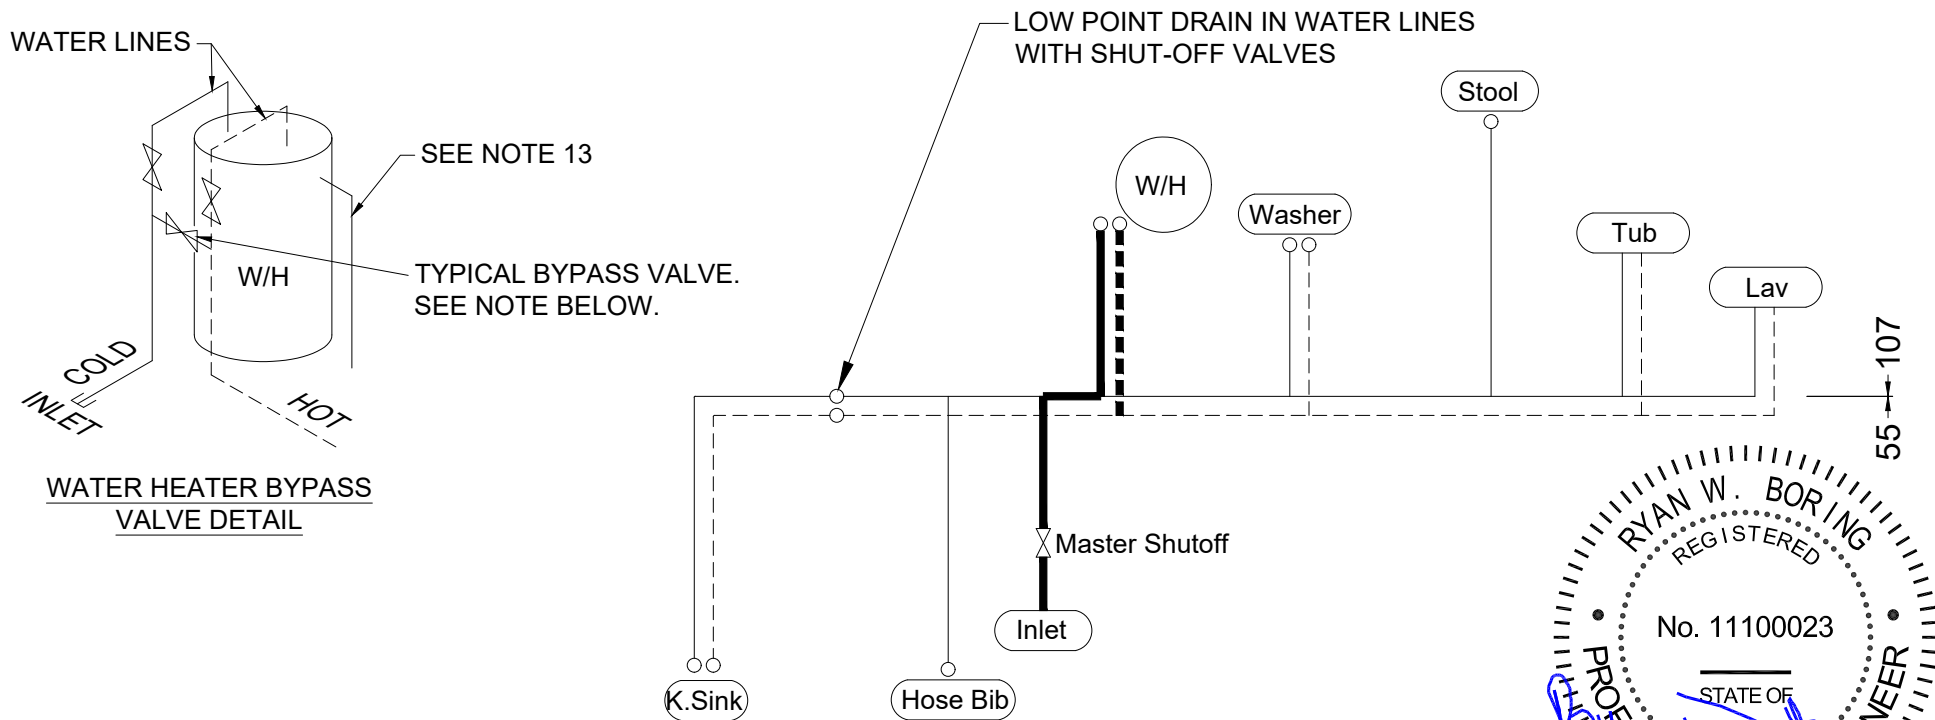 WATER LINES
SEE NOTE 13
W/H
TYPICAL BYPASS VALVE.
SEE NOTE BELOW.
COLD
INLET
HOT
WATER HEATER BYPASS
VALVE DETAIL
LOW POINT DRAIN IN WATER LINES
WITH SHUT-OFF VALVES
Stool
W/H
Washer
Tub
Lav
107
55
Master Shutoff
Inlet
K.Sink
Hose Bib
RYAN W. BORING
REGISTERED
No. 11100023
STATE OF